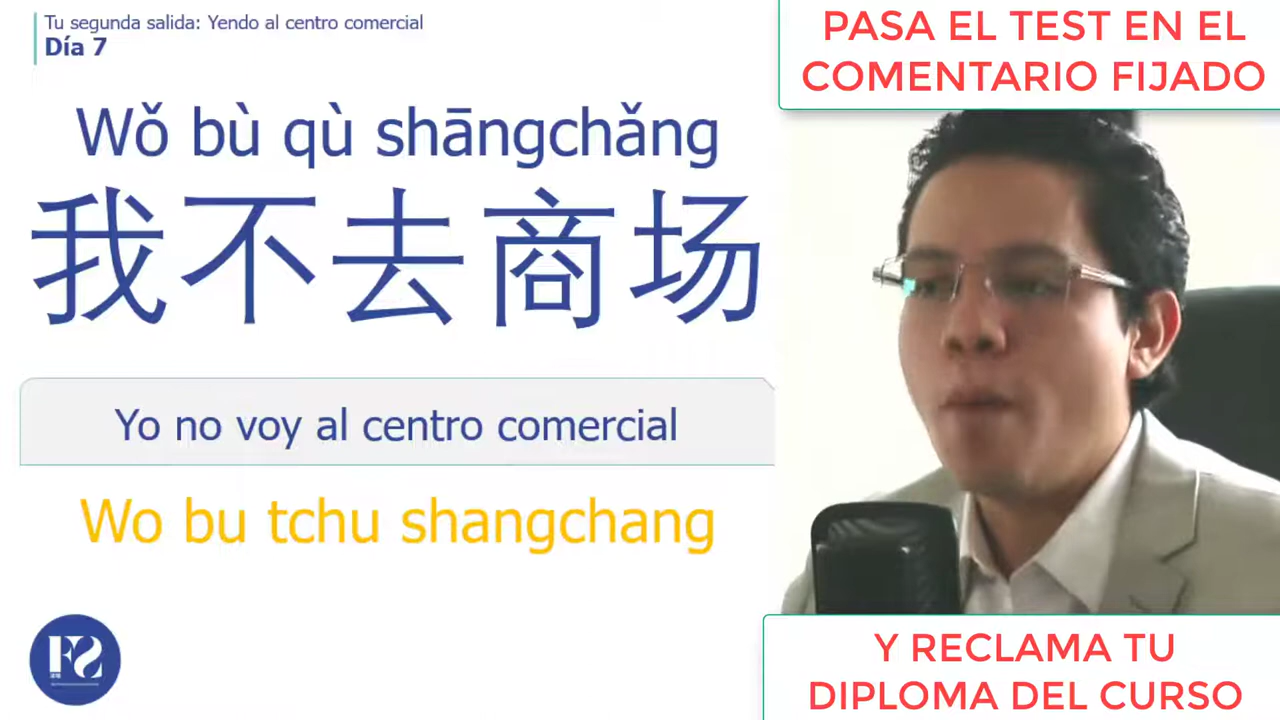 Tu segunda salida: Yendo al centro comercial
Día 7
Wǒ bù qù shāngchǎng
我不去商场
Yo no voy al centro comercial
Wo bu tchu shangchang
PASA EL TEST EN EL
COMENTARIO FIJADO
Y RECLAMA TU
DIPLOMA DEL CURSO